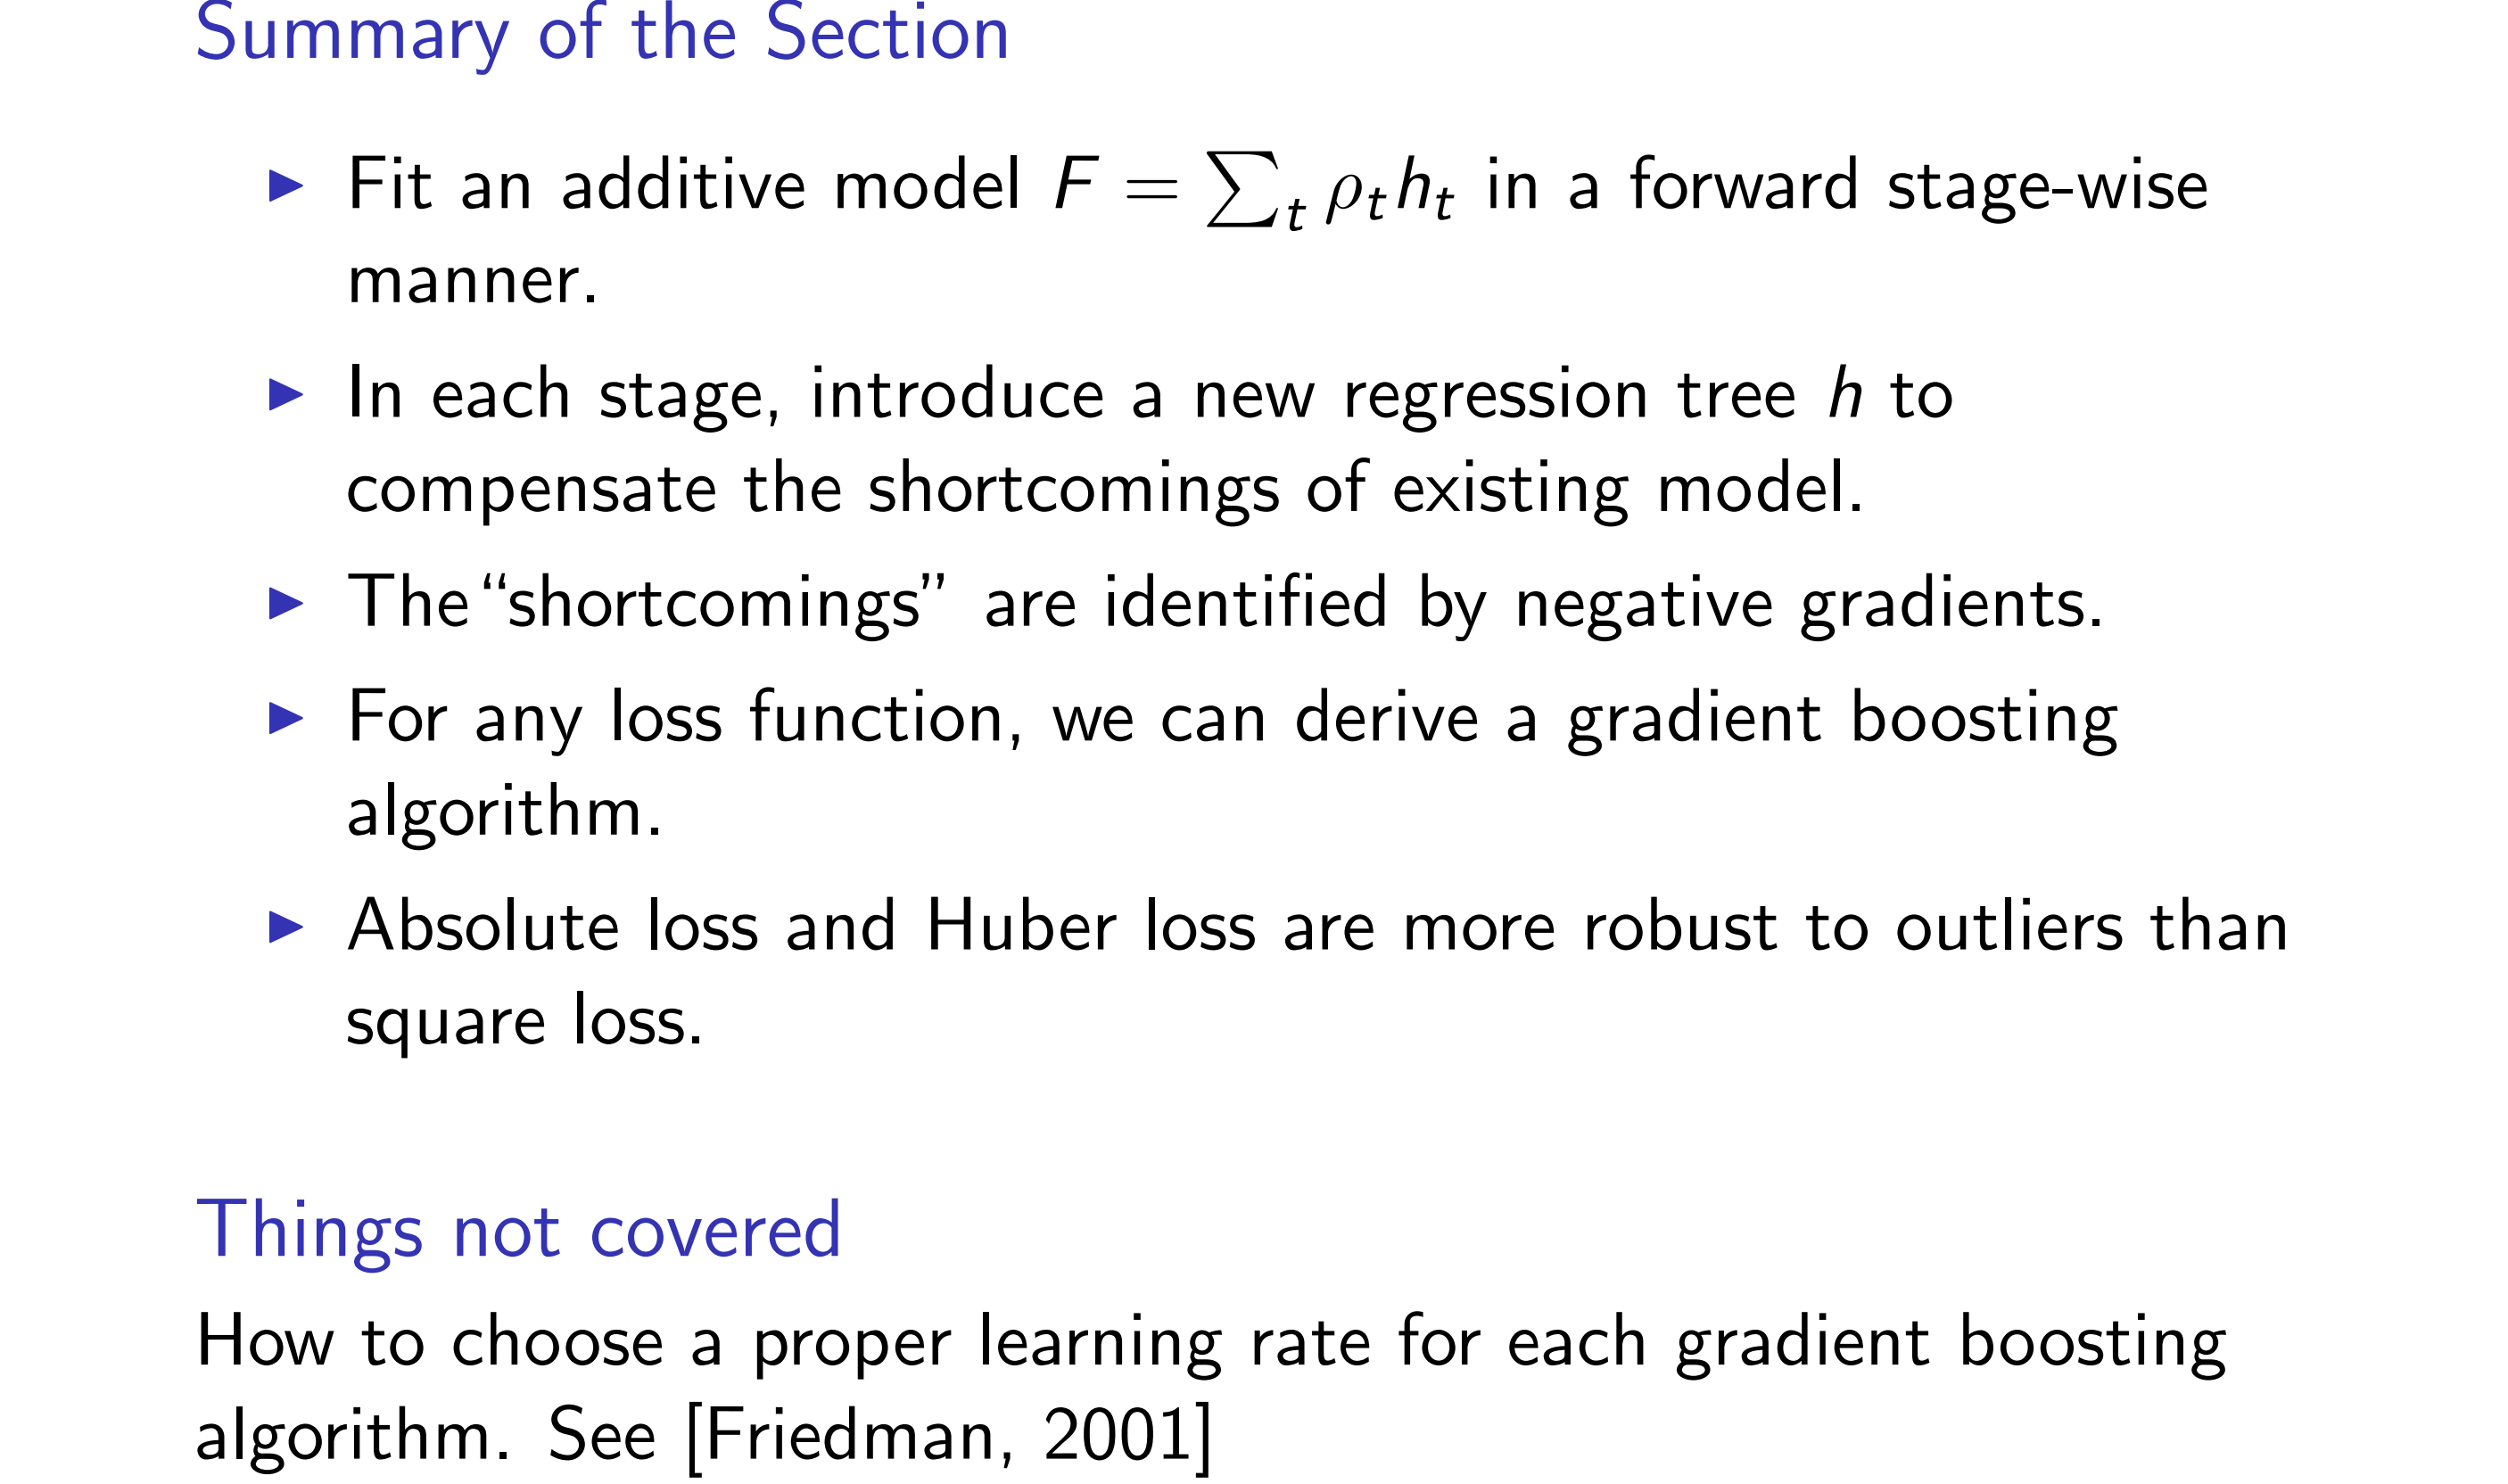 Summary of the Section
▶ Fit an additive model F = ∑_t ρ_t h_t in a forward stage-wise
manner.
▶ In each stage, introduce a new regression tree h to
compensate the shortcomings of existing model.
▶ The“shortcomings” are identified by negative gradients.
▶ For any loss function, we can derive a gradient boosting
algorithm.
▶ Absolute loss and Huber loss are more robust to outliers than
square loss.
Things not covered
How to choose a proper learning rate for each gradient boosting
algorithm. See [Friedman, 2001]